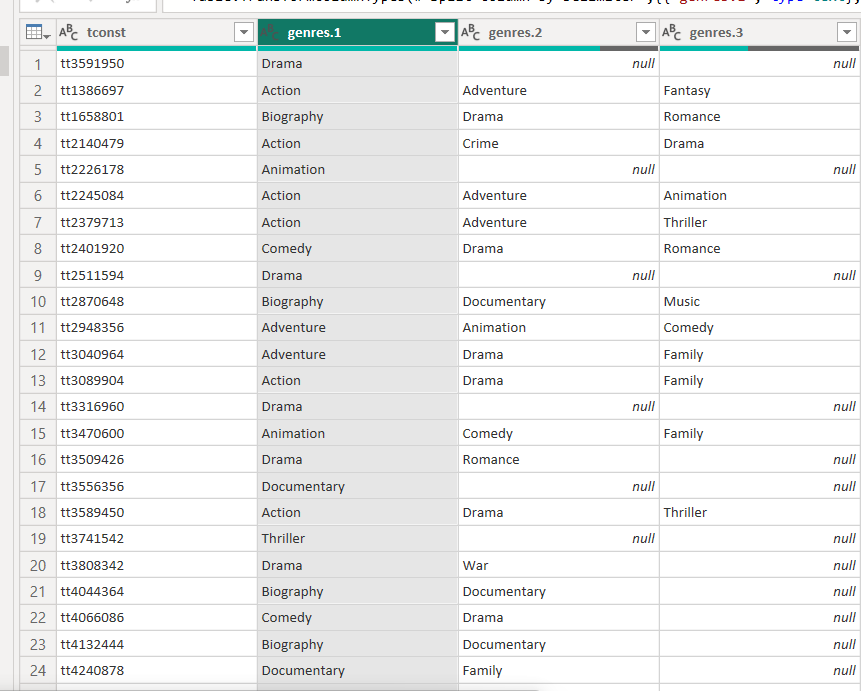 tconst genres.1 genres.2 genres.3
1 tt3591950 Drama null null
2 tt1386697 Action Adventure Fantasy
3 tt1658801 Biography Drama Romance
4 tt2140479 Action Crime Drama
5 tt2226178 Animation null null
6 tt2245084 Action Adventure Animation
7 tt2379713 Action Adventure Thriller
8 tt2401920 Comedy Drama Romance
9 tt2511594 Drama null null
10 tt2870648 Biography Documentary Music
11 tt2948356 Adventure Animation Comedy
12 tt3040964 Adventure Drama Family
13 tt3089904 Action Drama Family
14 tt3316960 Drama null null
15 tt3470600 Animation Comedy Family
16 tt3509426 Drama Romance null
17 tt3556356 Documentary null null
18 tt3589450 Action Drama Thriller
19 tt3741542 Thriller null null
20 tt3808342 Drama War null
21 tt4044364 Biography Documentary null
22 tt4066086 Comedy Drama null
23 tt4132444 Biography Documentary null
24 tt4240878 Documentary Family null